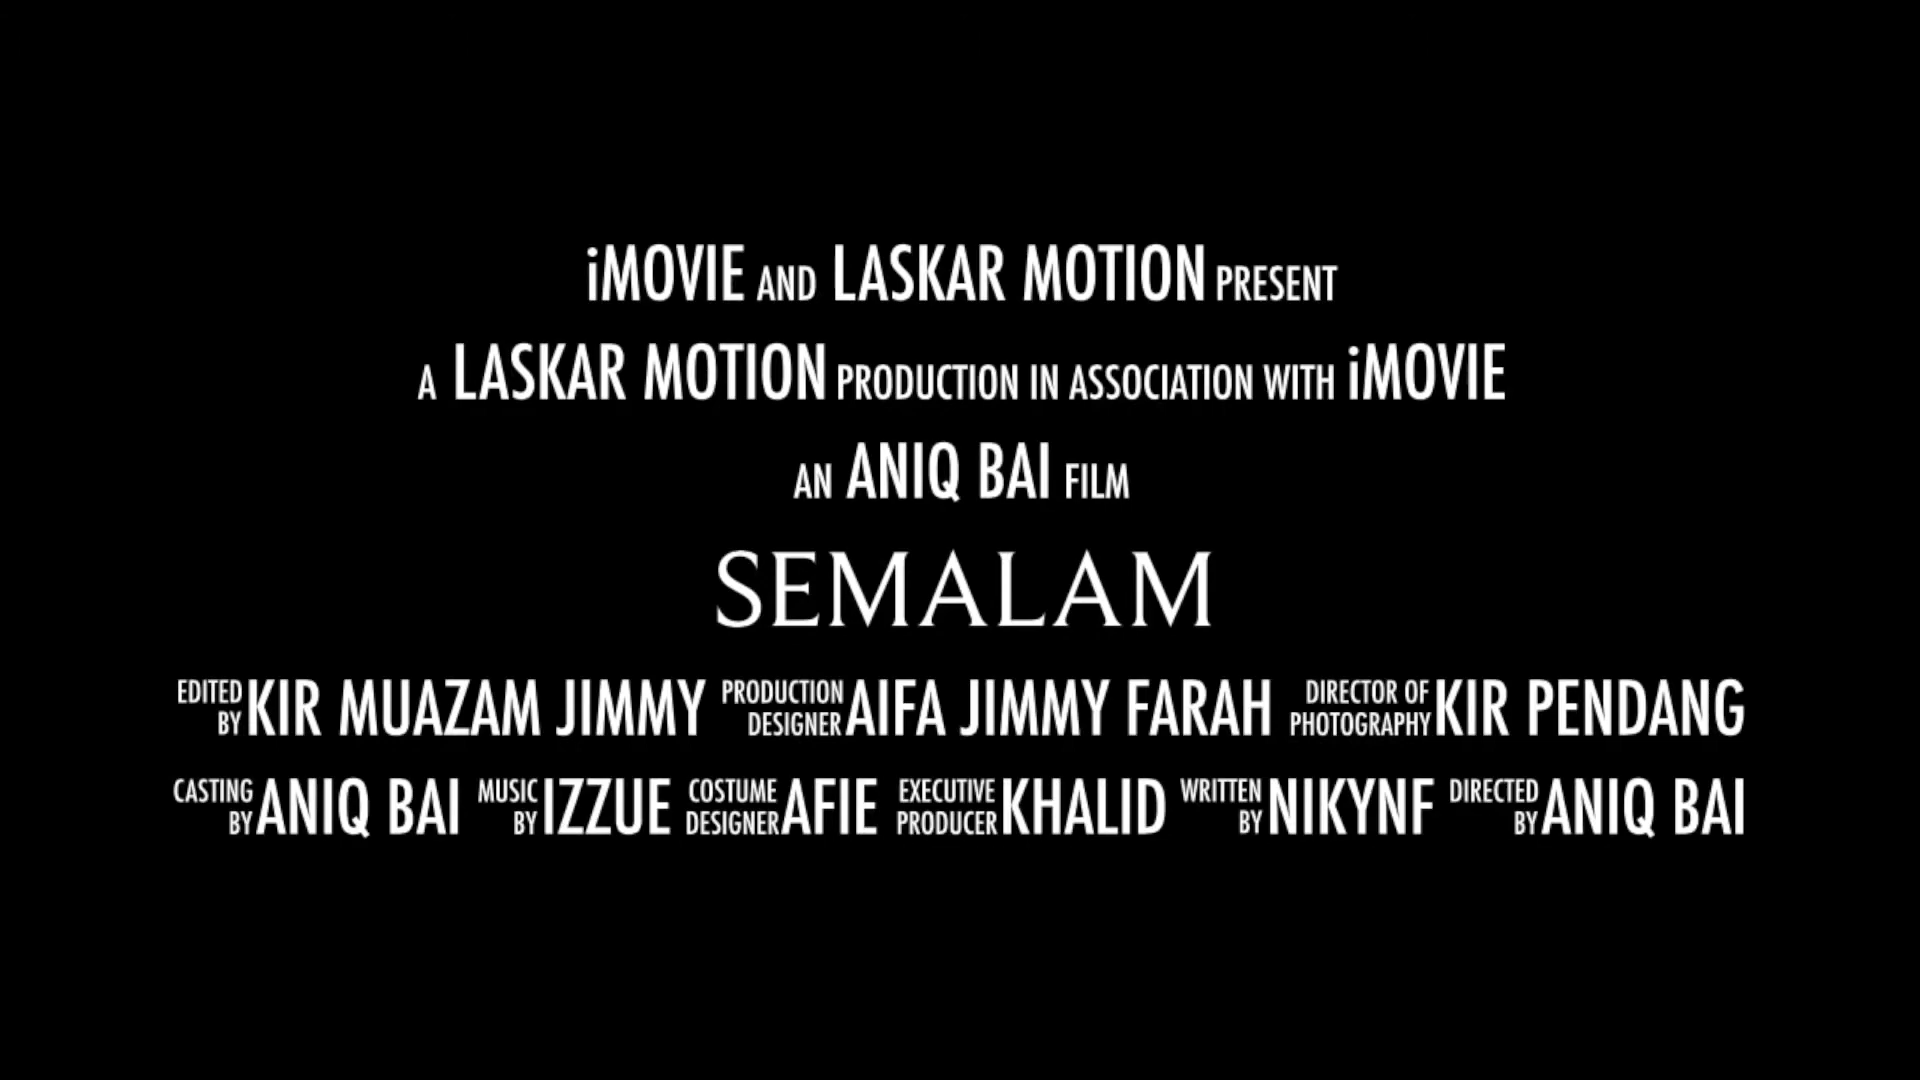 iMOVIE AND LASKAR MOTION PRESENT
A LASKAR MOTION PRODUCTION IN ASSOCIATION WITH iMOVIE
AN ANIQ BAI FILM
SEMALAM
EDITED BY KIR MUAZAM JIMMY PRODUCTION DESIGNER AIFA JIMMY FARAH DIRECTOR OF PHOTOGRAPHY KIR PENDANG
CASTING BY ANIQ BAI MUSIC BY IZZUE COSTUME DESIGNER AFIE EXECUTIVE PRODUCER KHALID WRITTEN BY NIKYNF DIRECTED BY ANIQ BAI